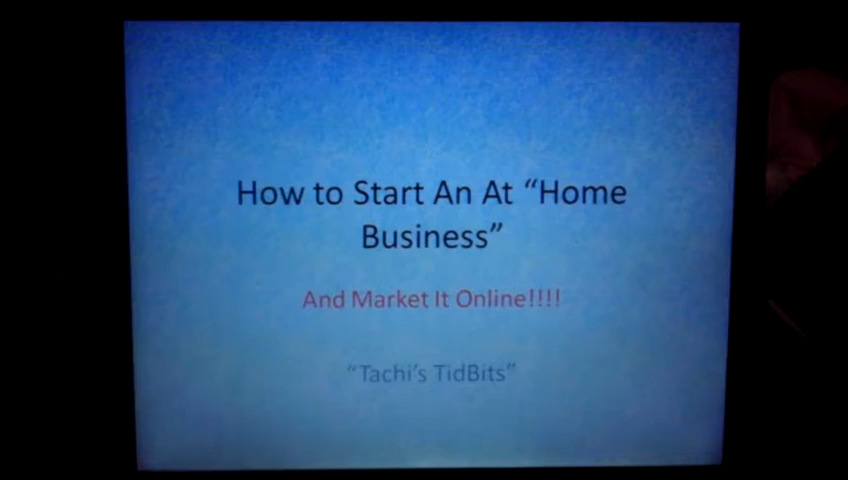 How to Start An At “Home
Business”
And Market It Online!!!!
“Tachi’s TidBits”